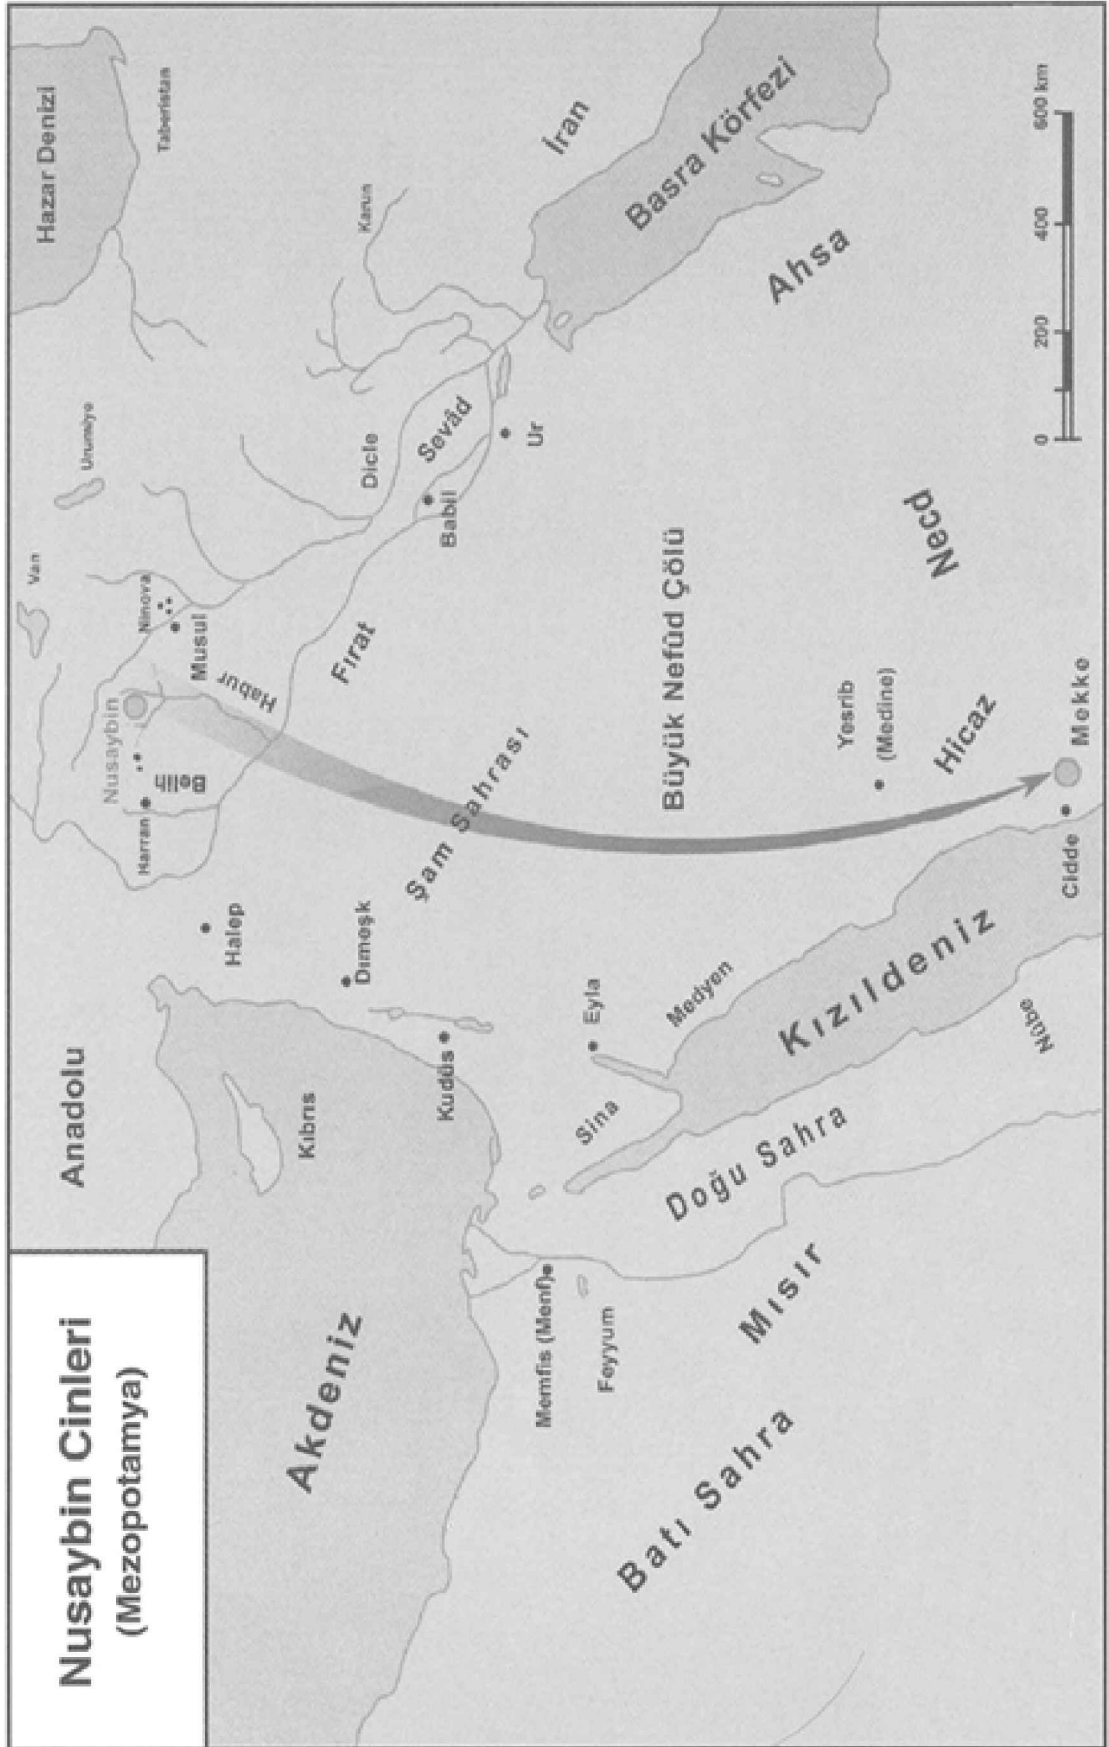 Nusaybin Cinleri
(Mezopotamya)
Anadolu
Van
Urumiye
Hazar Denizi
Taberistan
Nusaybin
Ninova
Musul
Harran
Belih
Habur
Halep
Kıbrıs
Akdeniz
Dımeşk
Fırat
Dicle
Karun
Şam Sahrası
Kudüs
Babil
Sevâd
Ur
İran
Basra Körfezi
Memfis (Menf)
Feyyum
Sina
Eyla
Medyen
Büyük Nefûd Çölü
Ahsa
Batı Sahra
Mısır
Doğu Sahra
Kızıldeniz
Yesrib
(Medine)
Hicaz
Necd
Nûbe
Cidde
Mekke
0 200 400 600 km